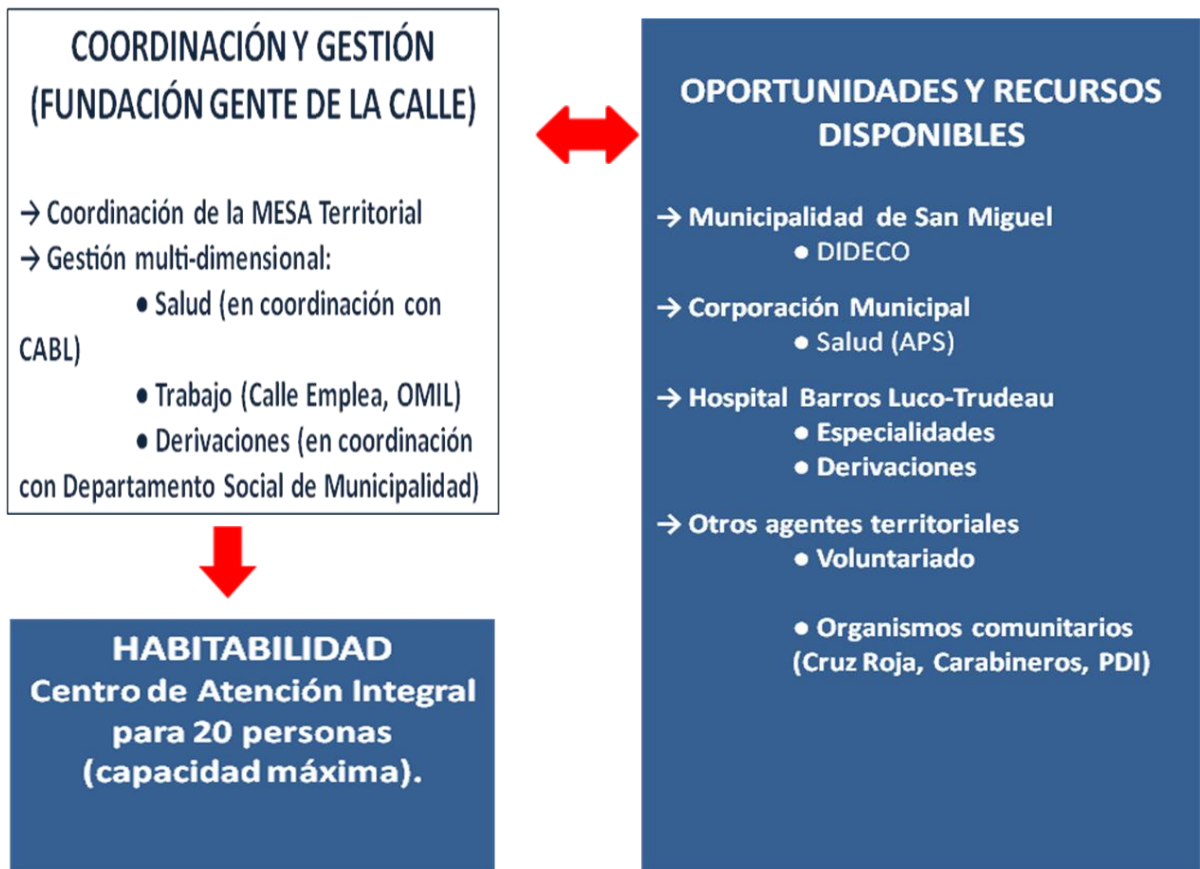 COORDINACIÓN Y GESTIÓN
(FUNDACIÓN GENTE DE LA CALLE)
→ Coordinación de la MESA Territorial
→ Gestión multi-dimensional:
● Salud (en coordinación con
CABL)
● Trabajo (Calle Emplea, OMIL)
● Derivaciones (en coordinación
con Departamento Social de Municipalidad)
HABITABILIDAD
Centro de Atención Integral
para 20 personas
(capacidad máxima).
OPORTUNIDADES Y RECURSOS
DISPONIBLES
→ Municipalidad de San Miguel
● DIDECO
→ Corporación Municipal
● Salud (APS)
→ Hospital Barros Luco-Trudeau
● Especialidades
● Derivaciones
→ Otros agentes territoriales
● Voluntariado
● Organismos comunitarios
(Cruz Roja, Carabineros, PDI)